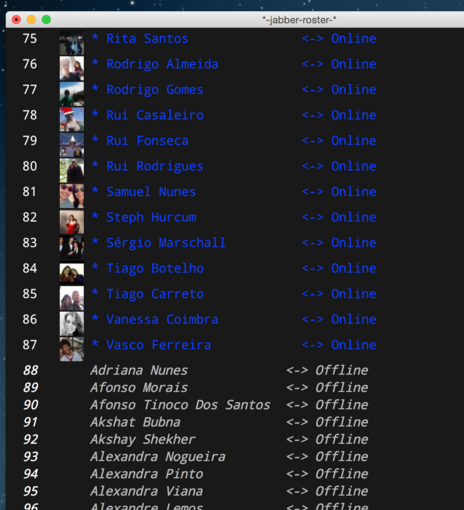 *-jabber-roster-*
75 * Rita Santos <-> Online
76 * Rodrigo Almeida <-> Online
77 * Rodrigo Gomes <-> Online
78 * Rui Casaleiro <-> Online
79 * Rui Fonseca <-> Online
80 * Rui Rodrigues <-> Online
81 * Samuel Nunes <-> Online
82 * Steph Hurcum <-> Online
83 * Sérgio Marschall <-> Online
84 * Tiago Botelho <-> Online
85 * Tiago Carreto <-> Online
86 * Vanessa Coimbra <-> Online
87 * Vasco Ferreira <-> Online
88 Adriana Nunes <-> Offline
89 Afonso Morais <-> Offline
90 Afonso Tinoco Dos Santos <-> Offline
91 Akshat Bubna <-> Offline
92 Akshay Shekher <-> Offline
93 Alexandra Nogueira <-> Offline
94 Alexandra Pinto <-> Offline
95 Alexandra Viana <-> Offline
96 Alexandre Lemos <-> Offline